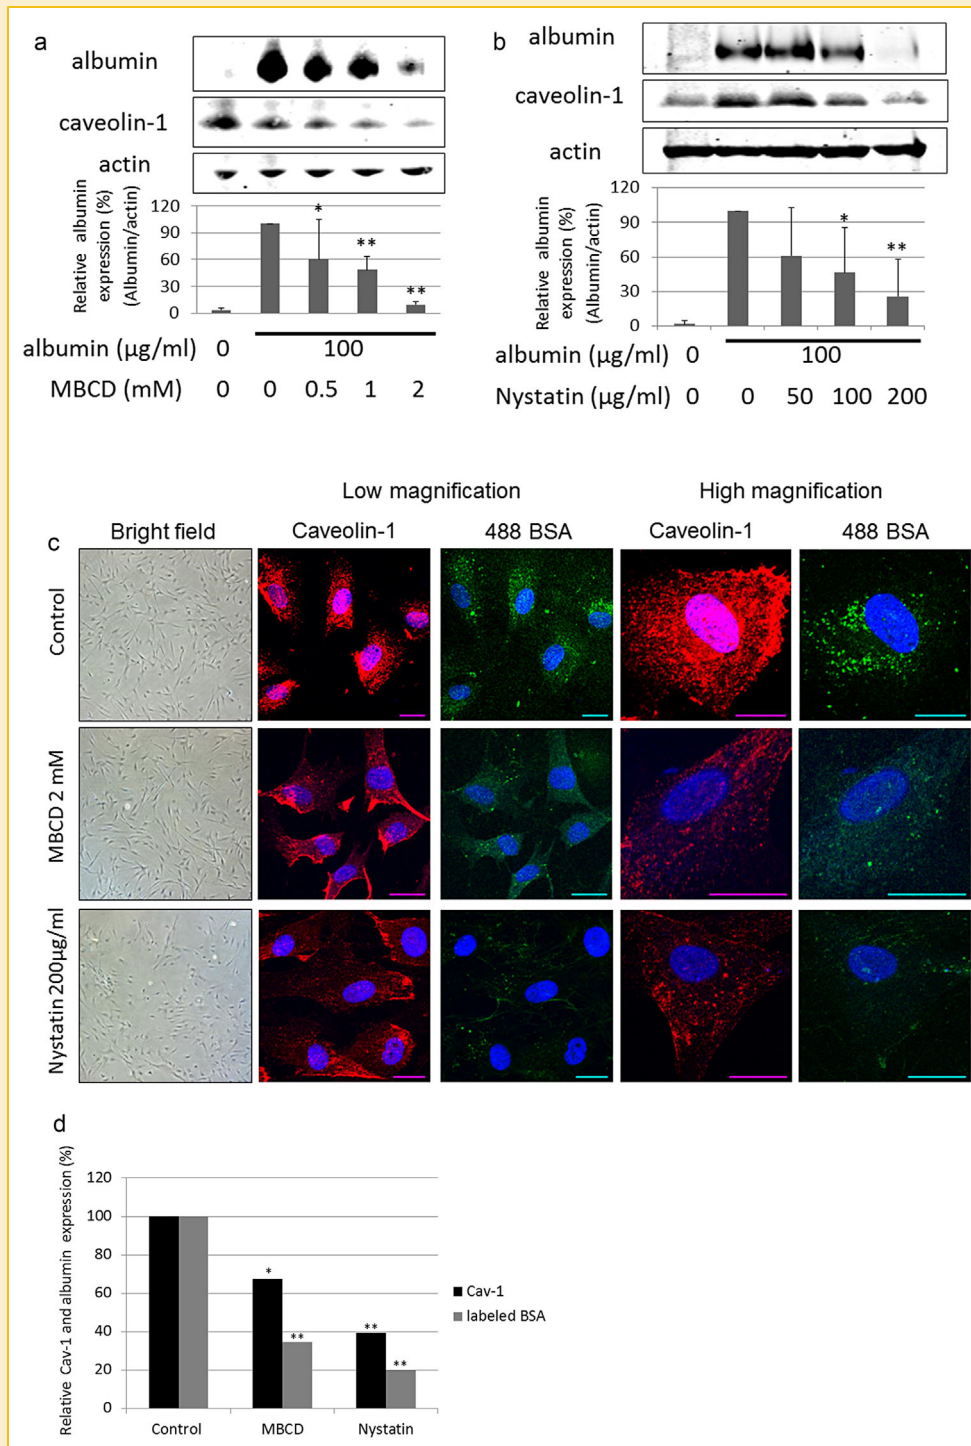 a
albumin
caveolin-1
actin
Relative albumin
expression (%)
(Albumin/actin)
120
90
60
30
0
*
**
**
albumin (µg/ml) 0 100
MBCD (mM) 0 0 0.5 1 2
b
albumin
caveolin-1
actin
Relative albumin
expression (%)
(Albumin/actin)
120
90
60
30
0
*
**
albumin (µg/ml) 0 100
Nystatin (µg/ml) 0 0 50 100 200
c
Low magnification High magnification
Bright field Caveolin-1 488 BSA Caveolin-1 488 BSA
Control
MBCD 2 mM
Nystatin 200µg/ml
d
Relative Cav-1 and albumin expression (%)
120
100
80
60
40
20
0
*
**
**
**
Control MBCD Nystatin
Cav-1
labeled BSA